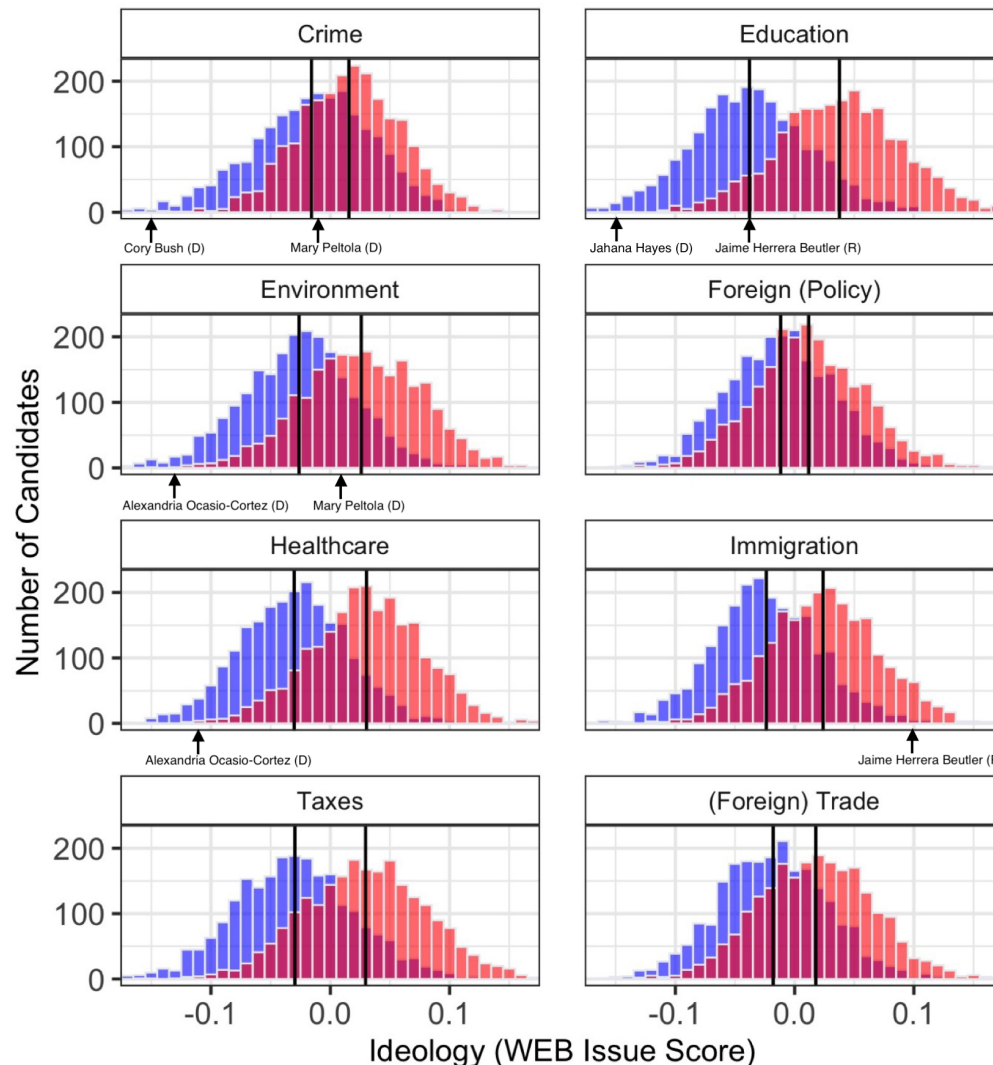 Crime
Education
200
100
0
Cory Bush (D)
Mary Peltola (D)
Jahana Hayes (D)
Jaime Herrera Beutler (R)
Environment
Foreign (Policy)
200
100
0
Alexandria Ocasio-Cortez (D)
Mary Peltola (D)
Number of Candidates
Healthcare
Immigration
200
100
0
Alexandria Ocasio-Cortez (D)
Jaime Herrera Beutler (
Taxes
(Foreign) Trade
200
100
0
-0.1 0.0 0.1
-0.1 0.0 0.1
Ideology (WEB Issue Score)